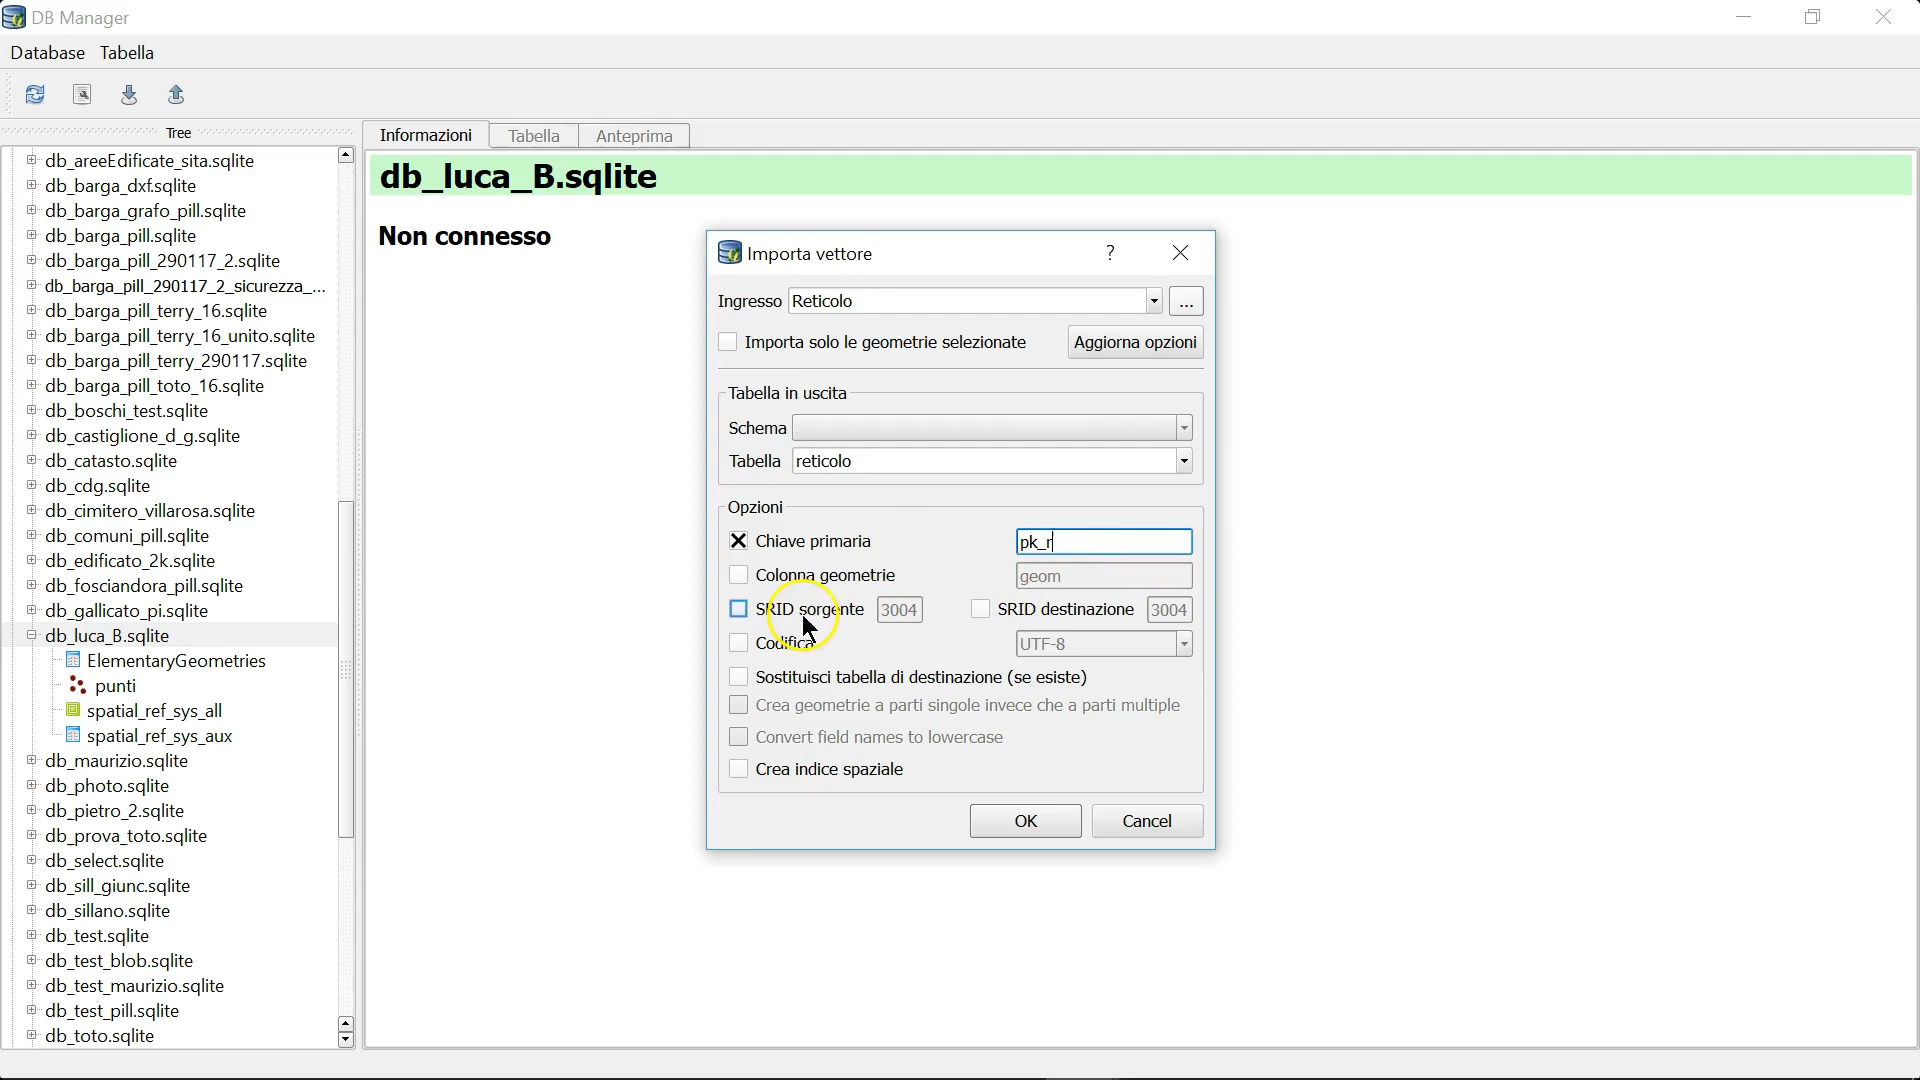 DB Manager
Database Tabella
Tree
db_areeEdificate_sita.sqlite
db_barga_dxf.sqlite
db_barga_grafo_pill.sqlite
db_barga_pill.sqlite
db_barga_pill_290117_2.sqlite
db_barga_pill_290117_2_sicurezza_...
db_barga_pill_terry_16.sqlite
db_barga_pill_terry_16_unito.sqlite
db_barga_pill_terry_290117.sqlite
db_barga_pill_toto_16.sqlite
db_boschi_test.sqlite
db_castiglione_d_g.sqlite
db_catasto.sqlite
db_cdg.sqlite
db_cimitero_villarosa.sqlite
db_comuni_pill.sqlite
db_edificato_2k.sqlite
db_fosciandora_pill.sqlite
db_gallicato_pi.sqlite
db_luca_B.sqlite
ElementaryGeometries
punti
spatial_ref_sys_all
spatial_ref_sys_aux
db_maurizio.sqlite
db_photo.sqlite
db_pietro_2.sqlite
db_prova_toto.sqlite
db_select.sqlite
db_sill_giunc.sqlite
db_sillano.sqlite
db_test.sqlite
db_test_blob.sqlite
db_test_maurizio.sqlite
db_test_pill.sqlite
db_toto.sqlite
Informazioni Tabella Anteprima
db_luca_B.sqlite
Non connesso
Importa vettore ?
Ingresso Reticolo ...
Importa solo le geometrie selezionate Aggiorna opzioni
Tabella in uscita
Schema
Tabella reticolo
Opzioni
Chiave primaria pk_r
Colonna geometrie geom
SRID sorgente 3004 SRID destinazione 3004
Codifica UTF-8
Sostituisci tabella di destinazione (se esiste)
Crea geometrie a parti singole invece che a parti multiple
Convert field names to lowercase
Crea indice spaziale
OK Cancel